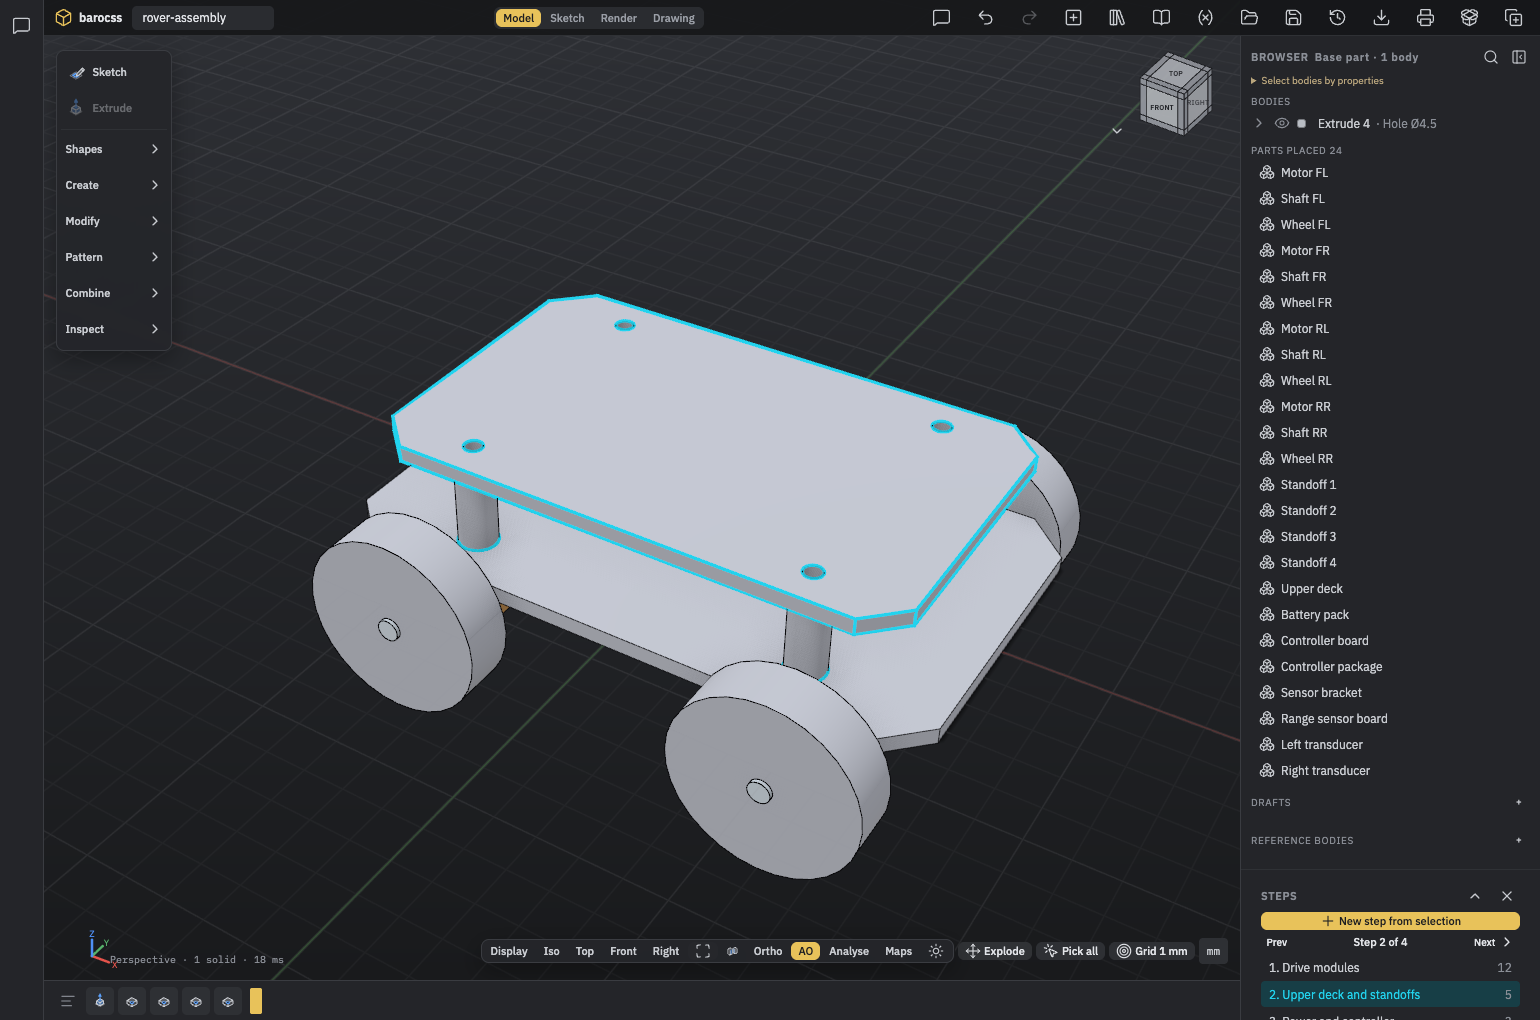 barocss
rover-assembly
Model
Sketch
Render
Drawing
Sketch
Extrude
Shapes
Create
Modify
Pattern
Combine
Inspect
TOP
FRONT
RIGHT
BROWSER Base part · 1 body
Select bodies by properties
BODIES
Extrude 4 · Hole Ø4.5
PARTS PLACED 24
Motor FL
Shaft FL
Wheel FL
Motor FR
Shaft FR
Wheel FR
Motor RL
Shaft RL
Wheel RL
Motor RR
Shaft RR
Wheel RR
Standoff 1
Standoff 2
Standoff 3
Standoff 4
Upper deck
Battery pack
Controller board
Controller package
Sensor bracket
Range sensor board
Left transducer
Right transducer
DRAFTS +
REFERENCE BODIES +
STEPS
+ New step from selection
Prev Step 2 of 4 Next
1. Drive modules 12
2. Upper deck and standoffs 5
3. Power and controller 3
Z
Y
X
Perspective · 1 solid · 18 ms
Display
Iso
Top
Front
Right
Ortho
AO
Analyse
Maps
Explode
Pick all
Grid 1 mm
mm